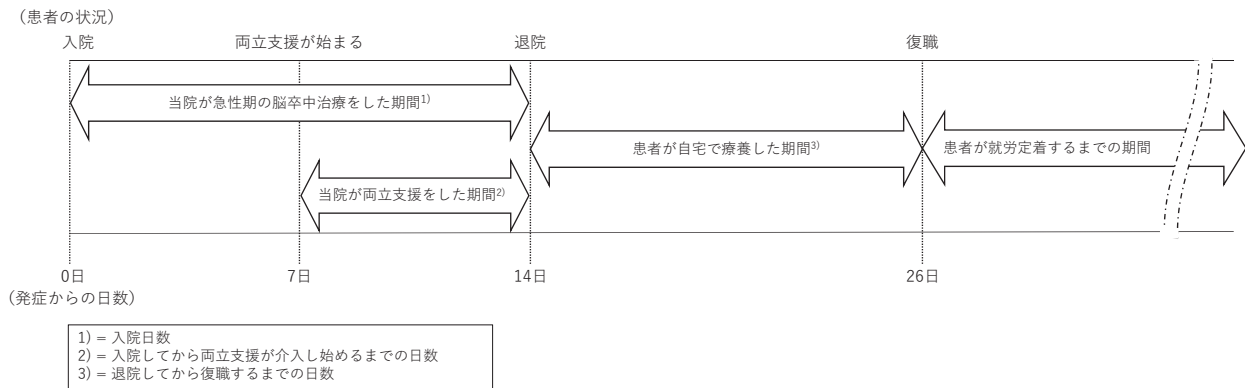 （患者の状況）
入院 両立支援が始まる 退院 復職
当院が急性期の脳卒中治療をした期間1)
患者が自宅で療養した期間3)
患者が就労定着するまでの期間
当院が両立支援をした期間2)
0日 7日 14日 26日
（発症からの日数）
1) = 入院日数
2) = 入院してから両立支援が介入し始めるまでの日数
3) = 退院してから復職するまでの日数